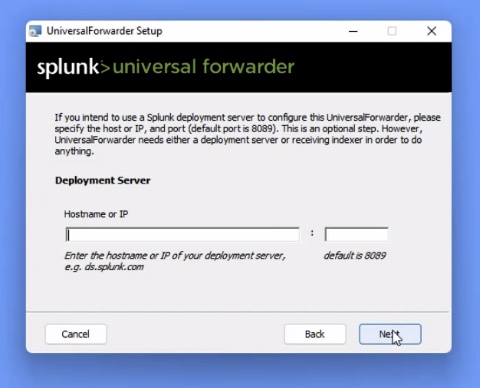 UniversalForwarder Setup
splunk>universal forwarder
If you intend to use a Splunk deployment server to configure this UniversalForwarder, please
specify the host or IP, and port (default port is 8089). This is an optional step. However,
UniversalForwarder needs either a deployment server or receiving indexer in order to do
anything.
Deployment Server
Hostname or IP
:
Enter the hostname or IP of your deployment server,
e.g. ds.splunk.com
default is 8089
Cancel
Back
Next